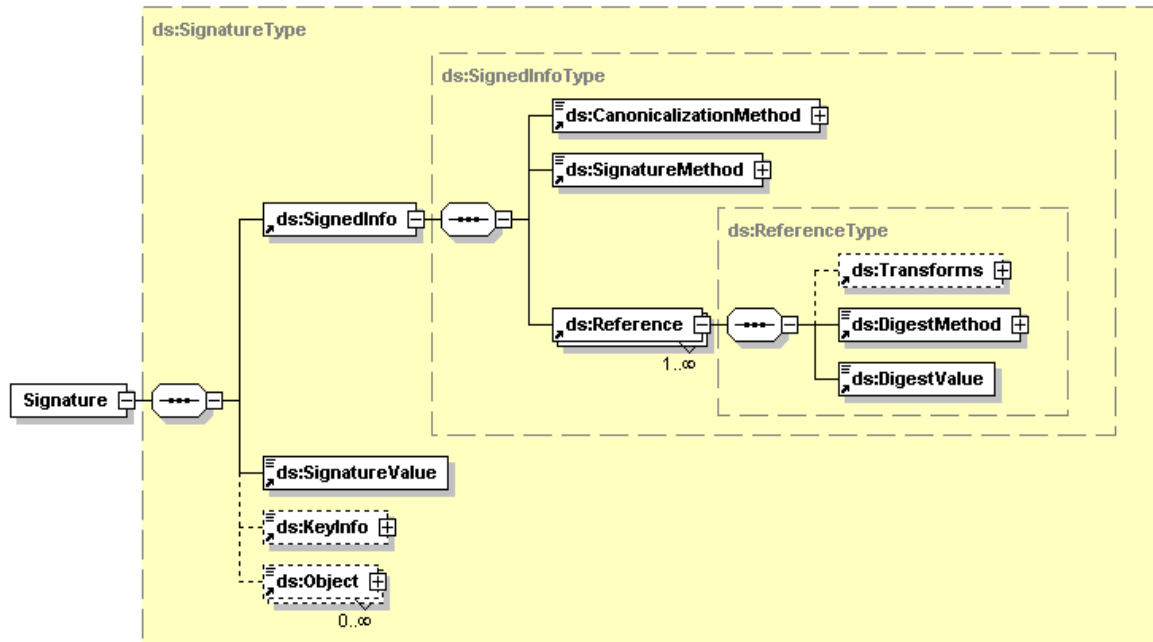 ds:SignatureType
ds:SignedInfoType
ds:CanonicalizationMethod
ds:SignatureMethod
ds:SignedInfo
ds:ReferenceType
ds:Transforms
ds:Reference
1..∞
ds:DigestMethod
ds:DigestValue
Signature
ds:SignatureValue
ds:KeyInfo
ds:Object
0..∞